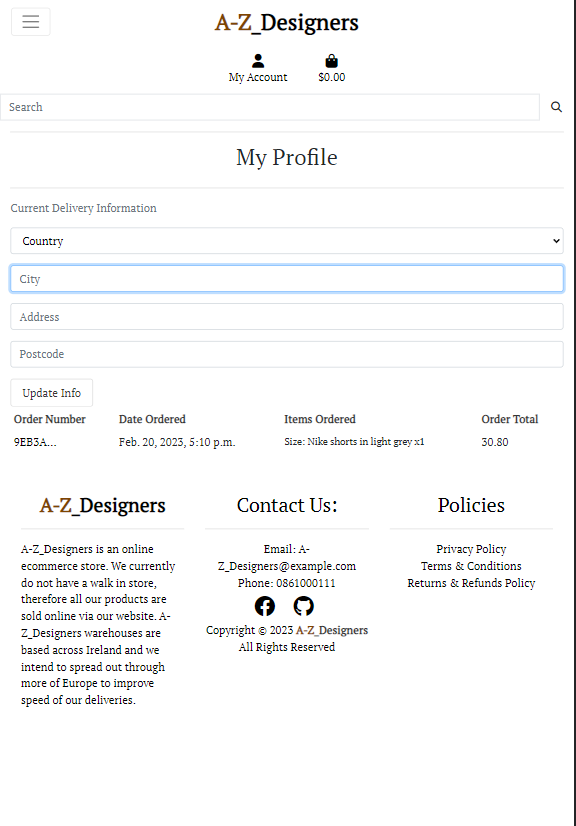 A-Z_Designers
My Account
$0.00
Search
My Profile
Current Delivery Information
Country
City
Address
Postcode
Update Info
Order Number Date Ordered Items Ordered Order Total
9EB3A... Feb. 20, 2023, 5:10 p.m. Size: Nike shorts in light grey x1 30.80
A-Z_Designers
A-Z_Designers is an online
ecommerce store. We currently
do not have a walk in store,
therefore all our products are
sold online via our website. A-
Z_Designers warehouses are
based across Ireland and we
intend to spread out through
more of Europe to improve
speed of our deliveries.
Contact Us:
Email: A-
Z_Designers@example.com
Phone: 0861000111
Copyright © 2023 A-Z_Designers
All Rights Reserved
Policies
Privacy Policy
Terms & Conditions
Returns & Refunds Policy